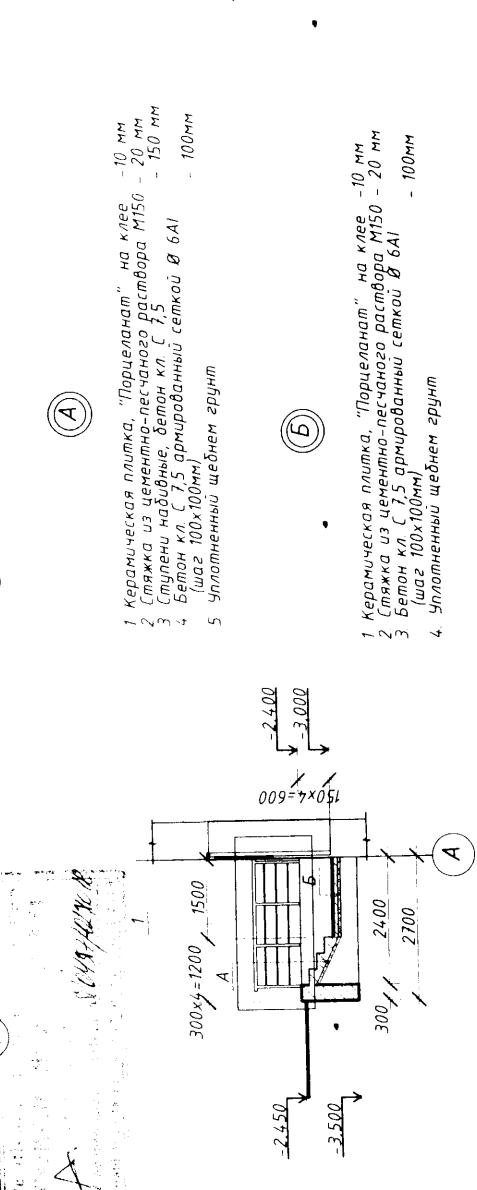 А
1 Керамическая плитка, "Порцеланат" на клее -10 мм
2 Стяжка из цементно-песчаного раствора М150 - 20 мм
3 Ступени набивные, бетон кл. С 7,5 - 150 мм
4 Бетон кл. С 7,5 армированный сеткой Ø 6АI
(шаг 100х100мм) - 100мм
5 Уплотненный щебнем грунт
Б
1 Керамическая плитка, "Порцеланат" на клее -10 мм
2 Стяжка из цементно-песчаного раствора М150 - 20 мм
3. Бетон кл. С 7,5 армированный сеткой Ø 6АI
(шаг 100х100мм) - 100мм
4. Уплотненный щебнем грунт
1
300х4=1200
1500
А
Б
150х4=600
-2.400
-3.000
300
2400
2700
-2.450
-3.500
А